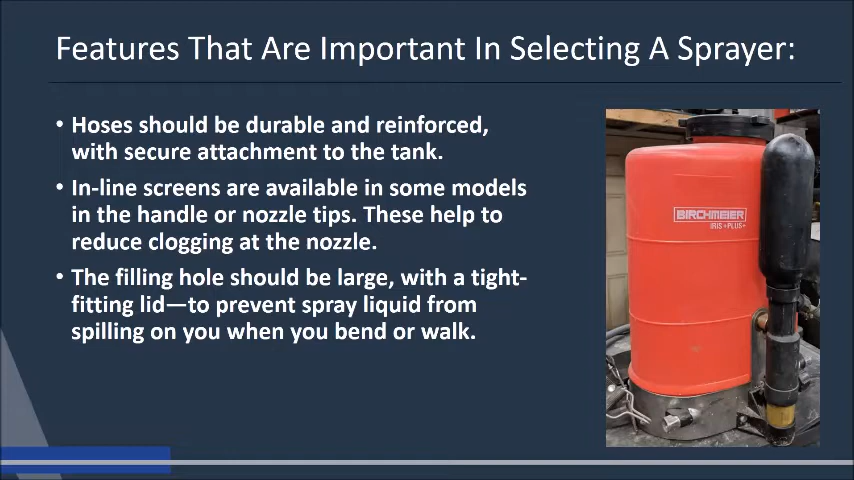 Features That Are Important In Selecting A Sprayer:
• Hoses should be durable and reinforced,
with secure attachment to the tank.
• In-line screens are available in some models
in the handle or nozzle tips. These help to
reduce clogging at the nozzle.
• The filling hole should be large, with a tight-
fitting lid—to prevent spray liquid from
spilling on you when you bend or walk.
BIRCHMEIER
IRIS »PLUS«